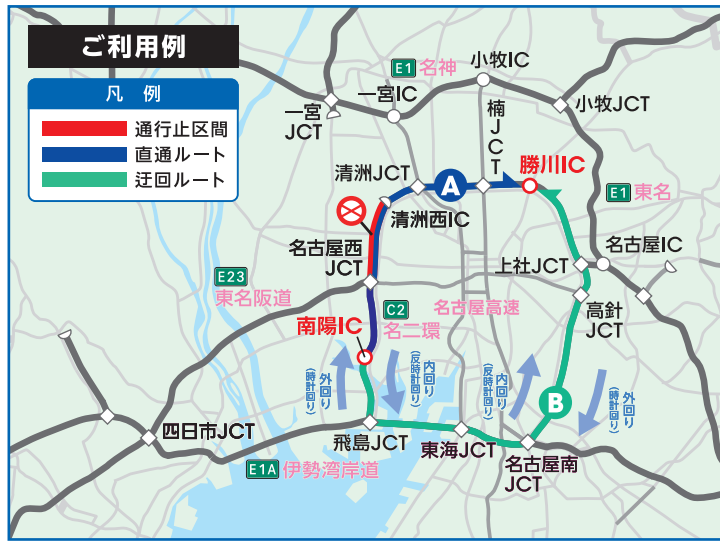 ご利用例
凡 例
通行止区間
直通ルート
迂回ルート
E1 名神
小牧IC
一宮IC
一宮
JCT
楠JCT
小牧JCT
清洲JCT
A
勝川IC
E1 東名
清洲西IC
名古屋西
JCT
上社JCT
名古屋IC
E23
東名阪道
C2
名二環
名古屋高速
高針
JCT
南陽IC
外回り
(時計回り)
内回り
(反時計回り)
内回り
(反時計回り)
外回り
(時計回り)
B
四日市JCT
飛島JCT
東海JCT
名古屋南
JCT
E1A 伊勢湾岸道